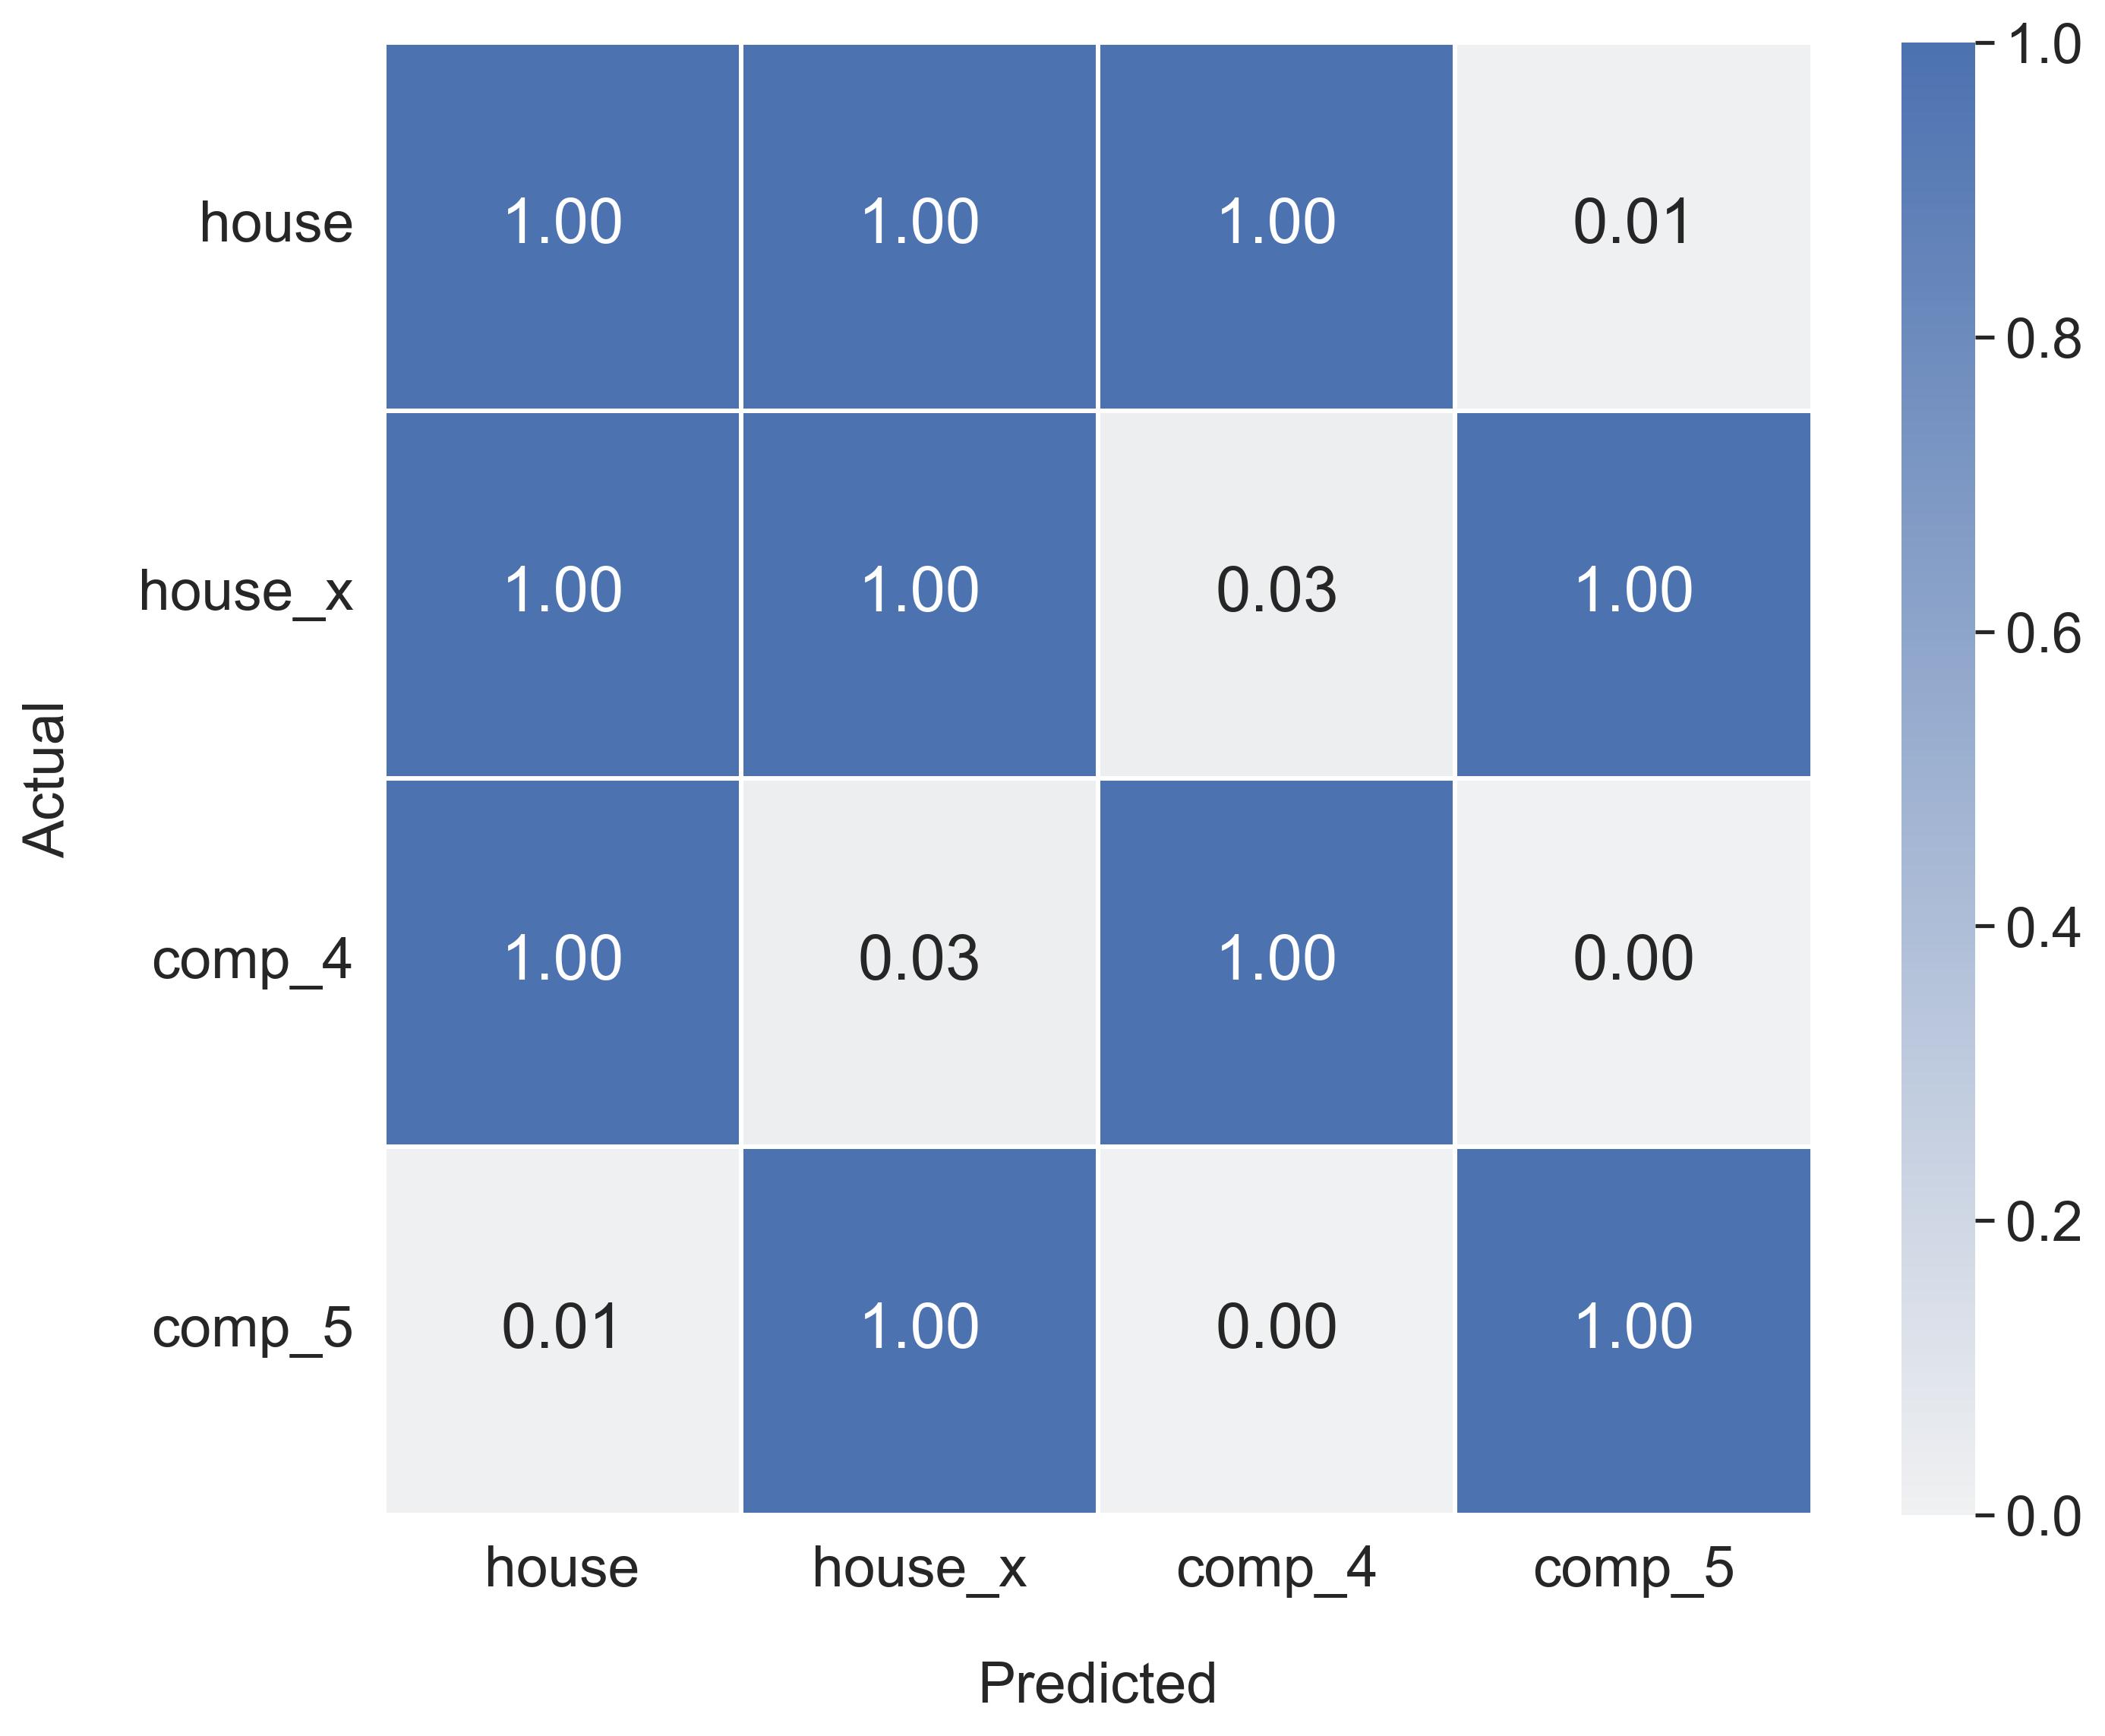 house 1.00 1.00 1.00 0.01
house_x 1.00 1.00 0.03 1.00
comp_4 1.00 0.03 1.00 0.00
comp_5 0.01 1.00 0.00 1.00
house house_x comp_4 comp_5
Predicted
Actual
1.0
0.8
0.6
0.4
0.2
0.0